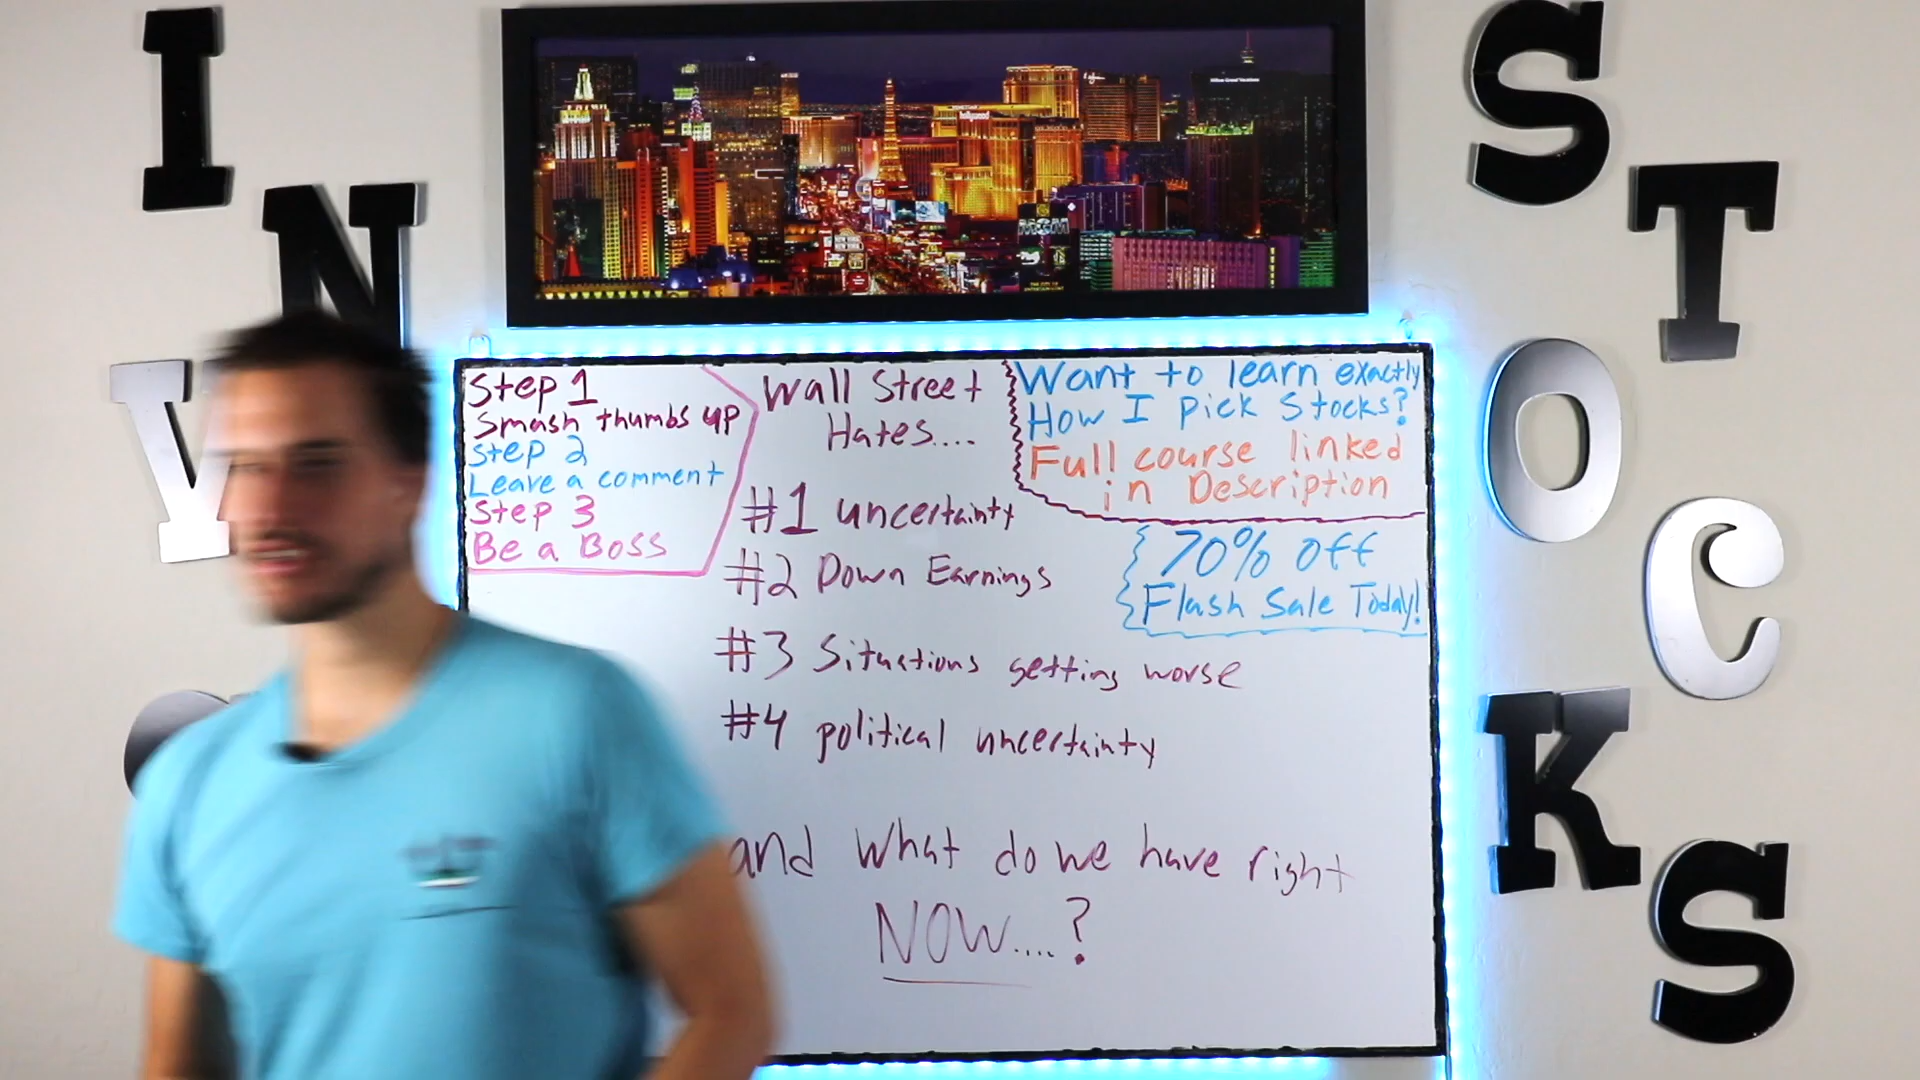 I
N
V
Step 1
Smash thumbs up
Step 2
Leave a comment
Step 3
Be a Boss
Wall Street
Hates....
#1 uncertainty
#2 Down Earnings
#3 Situations getting worse
#4 political uncertainty
and what do we have right
NOW....?
Want to learn exactly
How I pick Stocks?
Full course linked
in Description
70% off
Flash Sale Today!
S
T
O
C
K
S
MGM